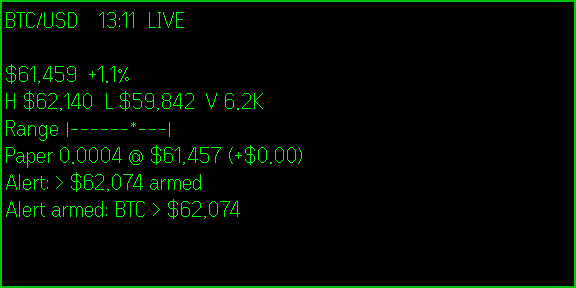 BTC/USD 13:11 LIVE
$61,459 +1.1%
H $62,140 L $59,842 V 6.2K
Range |------*---|
Paper 0.0004 @ $61,457 (+$0.00)
Alert: > $62,074 armed
Alert armed: BTC > $62,074